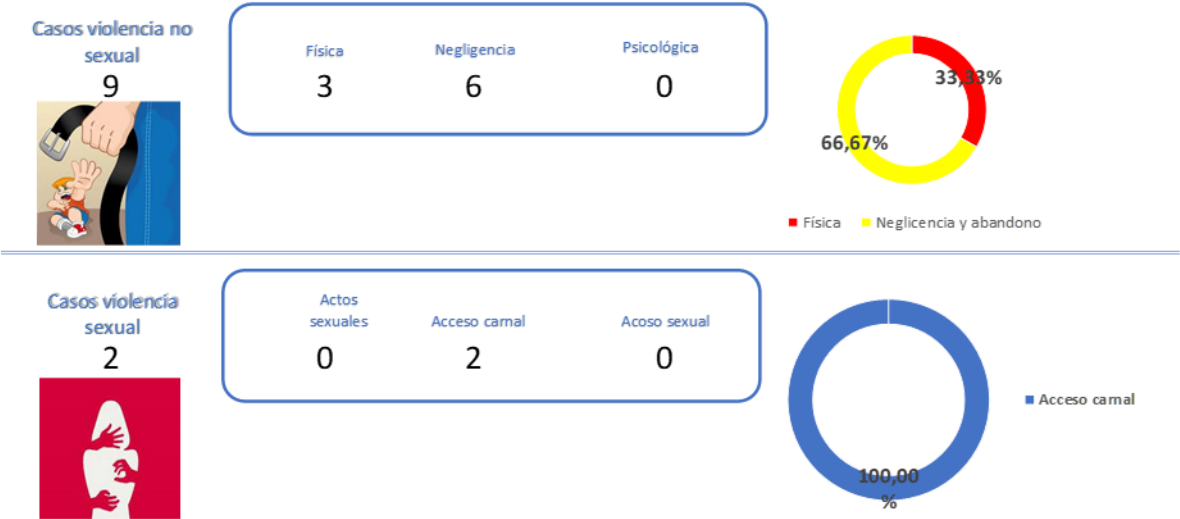 Casos violencia no
sexual
9
Física
Negligencia
Psicológica
3
6
0
33,33%
66,67%
Física
Neglicencia y abandono
Casos violencia
sexual
2
Actos
sexuales
Acceso carnal
Acoso sexual
0
2
0
Acceso carnal
100,00
%